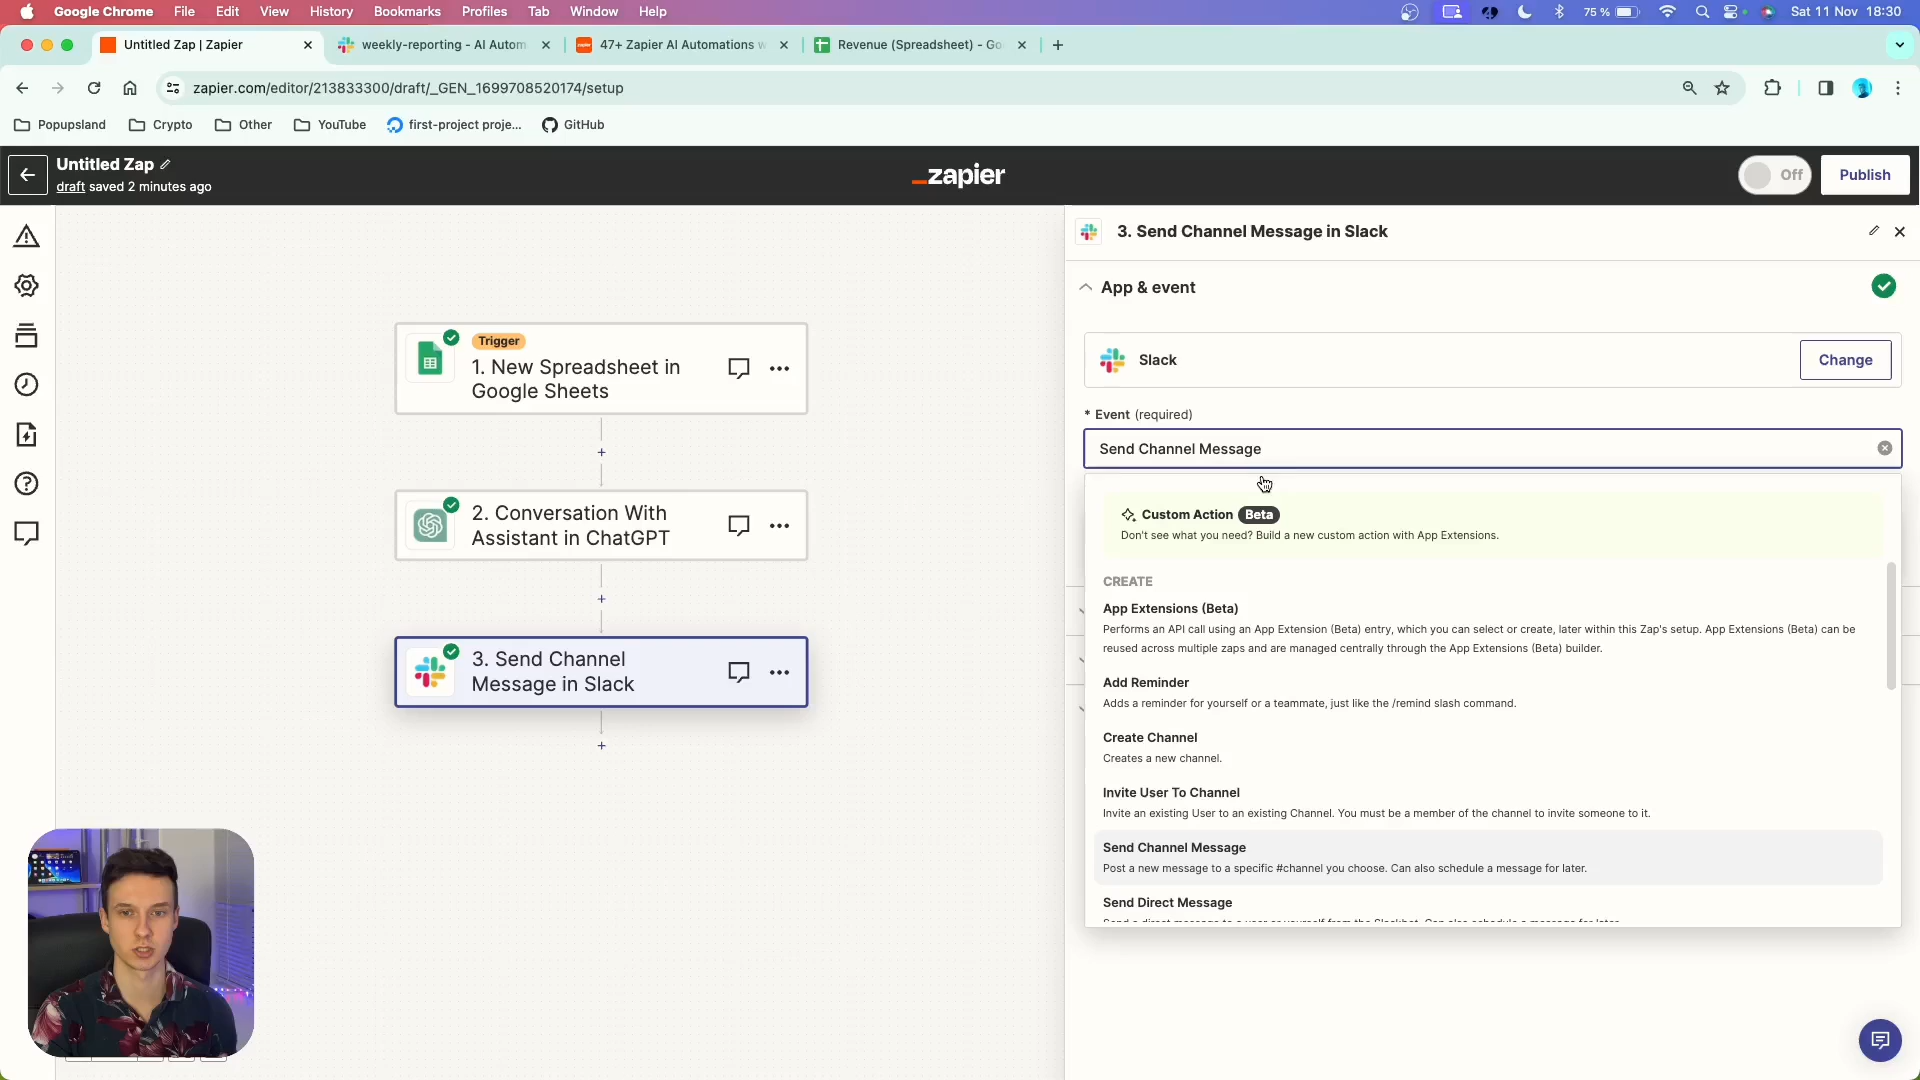 Google Chrome File Edit View History Bookmarks Profiles Tab Window Help 75 % Sat 11 Nov 18:30
Untitled Zap | Zapier weekly-reporting - AI Autom 47+ Zapier AI Automations w Revenue (Spreadsheet) - Go
zapier.com/editor/213833300/draft/_GEN_1699708520174/setup
Popupsland Crypto Other YouTube first-project proje... GitHub
Untitled Zap
draft saved 2 minutes ago
_zapier
Off
Publish
Trigger
1. New Spreadsheet in
Google Sheets
2. Conversation With
Assistant in ChatGPT
3. Send Channel
Message in Slack
3. Send Channel Message in Slack
App & event
Slack
Change
* Event (required)
Send Channel Message
Custom Action Beta
Don't see what you need? Build a new custom action with App Extensions.
CREATE
App Extensions (Beta)
Performs an API call using an App Extension (Beta) entry, which you can select or create, later within this Zap's setup. App Extensions (Beta) can be
reused across multiple zaps and are managed centrally through the App Extensions (Beta) builder.
Add Reminder
Adds a reminder for yourself or a teammate, just like the /remind slash command.
Create Channel
Creates a new channel.
Invite User To Channel
Invite an existing User to an existing Channel. You must be a member of the channel to invite someone to it.
Send Channel Message
Post a new message to a specific #channel you choose. Can also schedule a message for later.
Send Direct Message